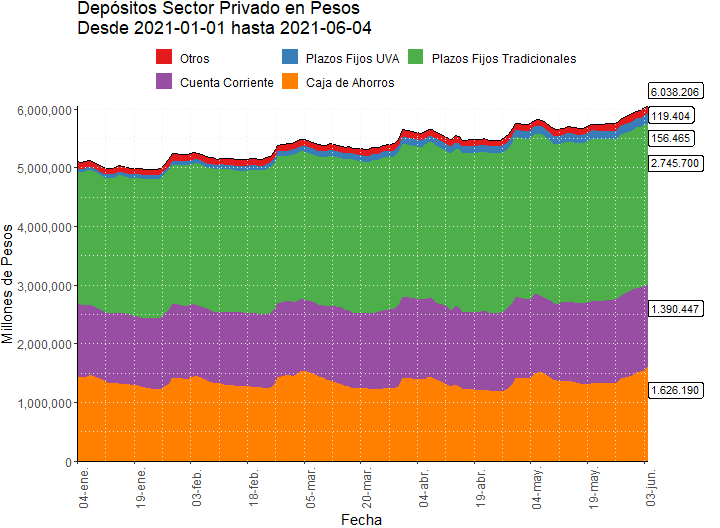 Depósitos Sector Privado en Pesos
Desde 2021-01-01 hasta 2021-06-04
Otros
Plazos Fijos UVA
Plazos Fijos Tradicionales
Cuenta Corriente
Caja de Ahorros
6.038.206
119.404
156.465
2.745.700
1.390.447
1.626.190
6,000,000
5,000,000
4,000,000
3,000,000
2,000,000
1,000,000
0
Millones de Pesos
04-ene.
19-ene.
03-feb.
18-feb.
05-mar.
20-mar.
04-abr.
19-abr.
04-may.
19-may.
03-jun.
Fecha